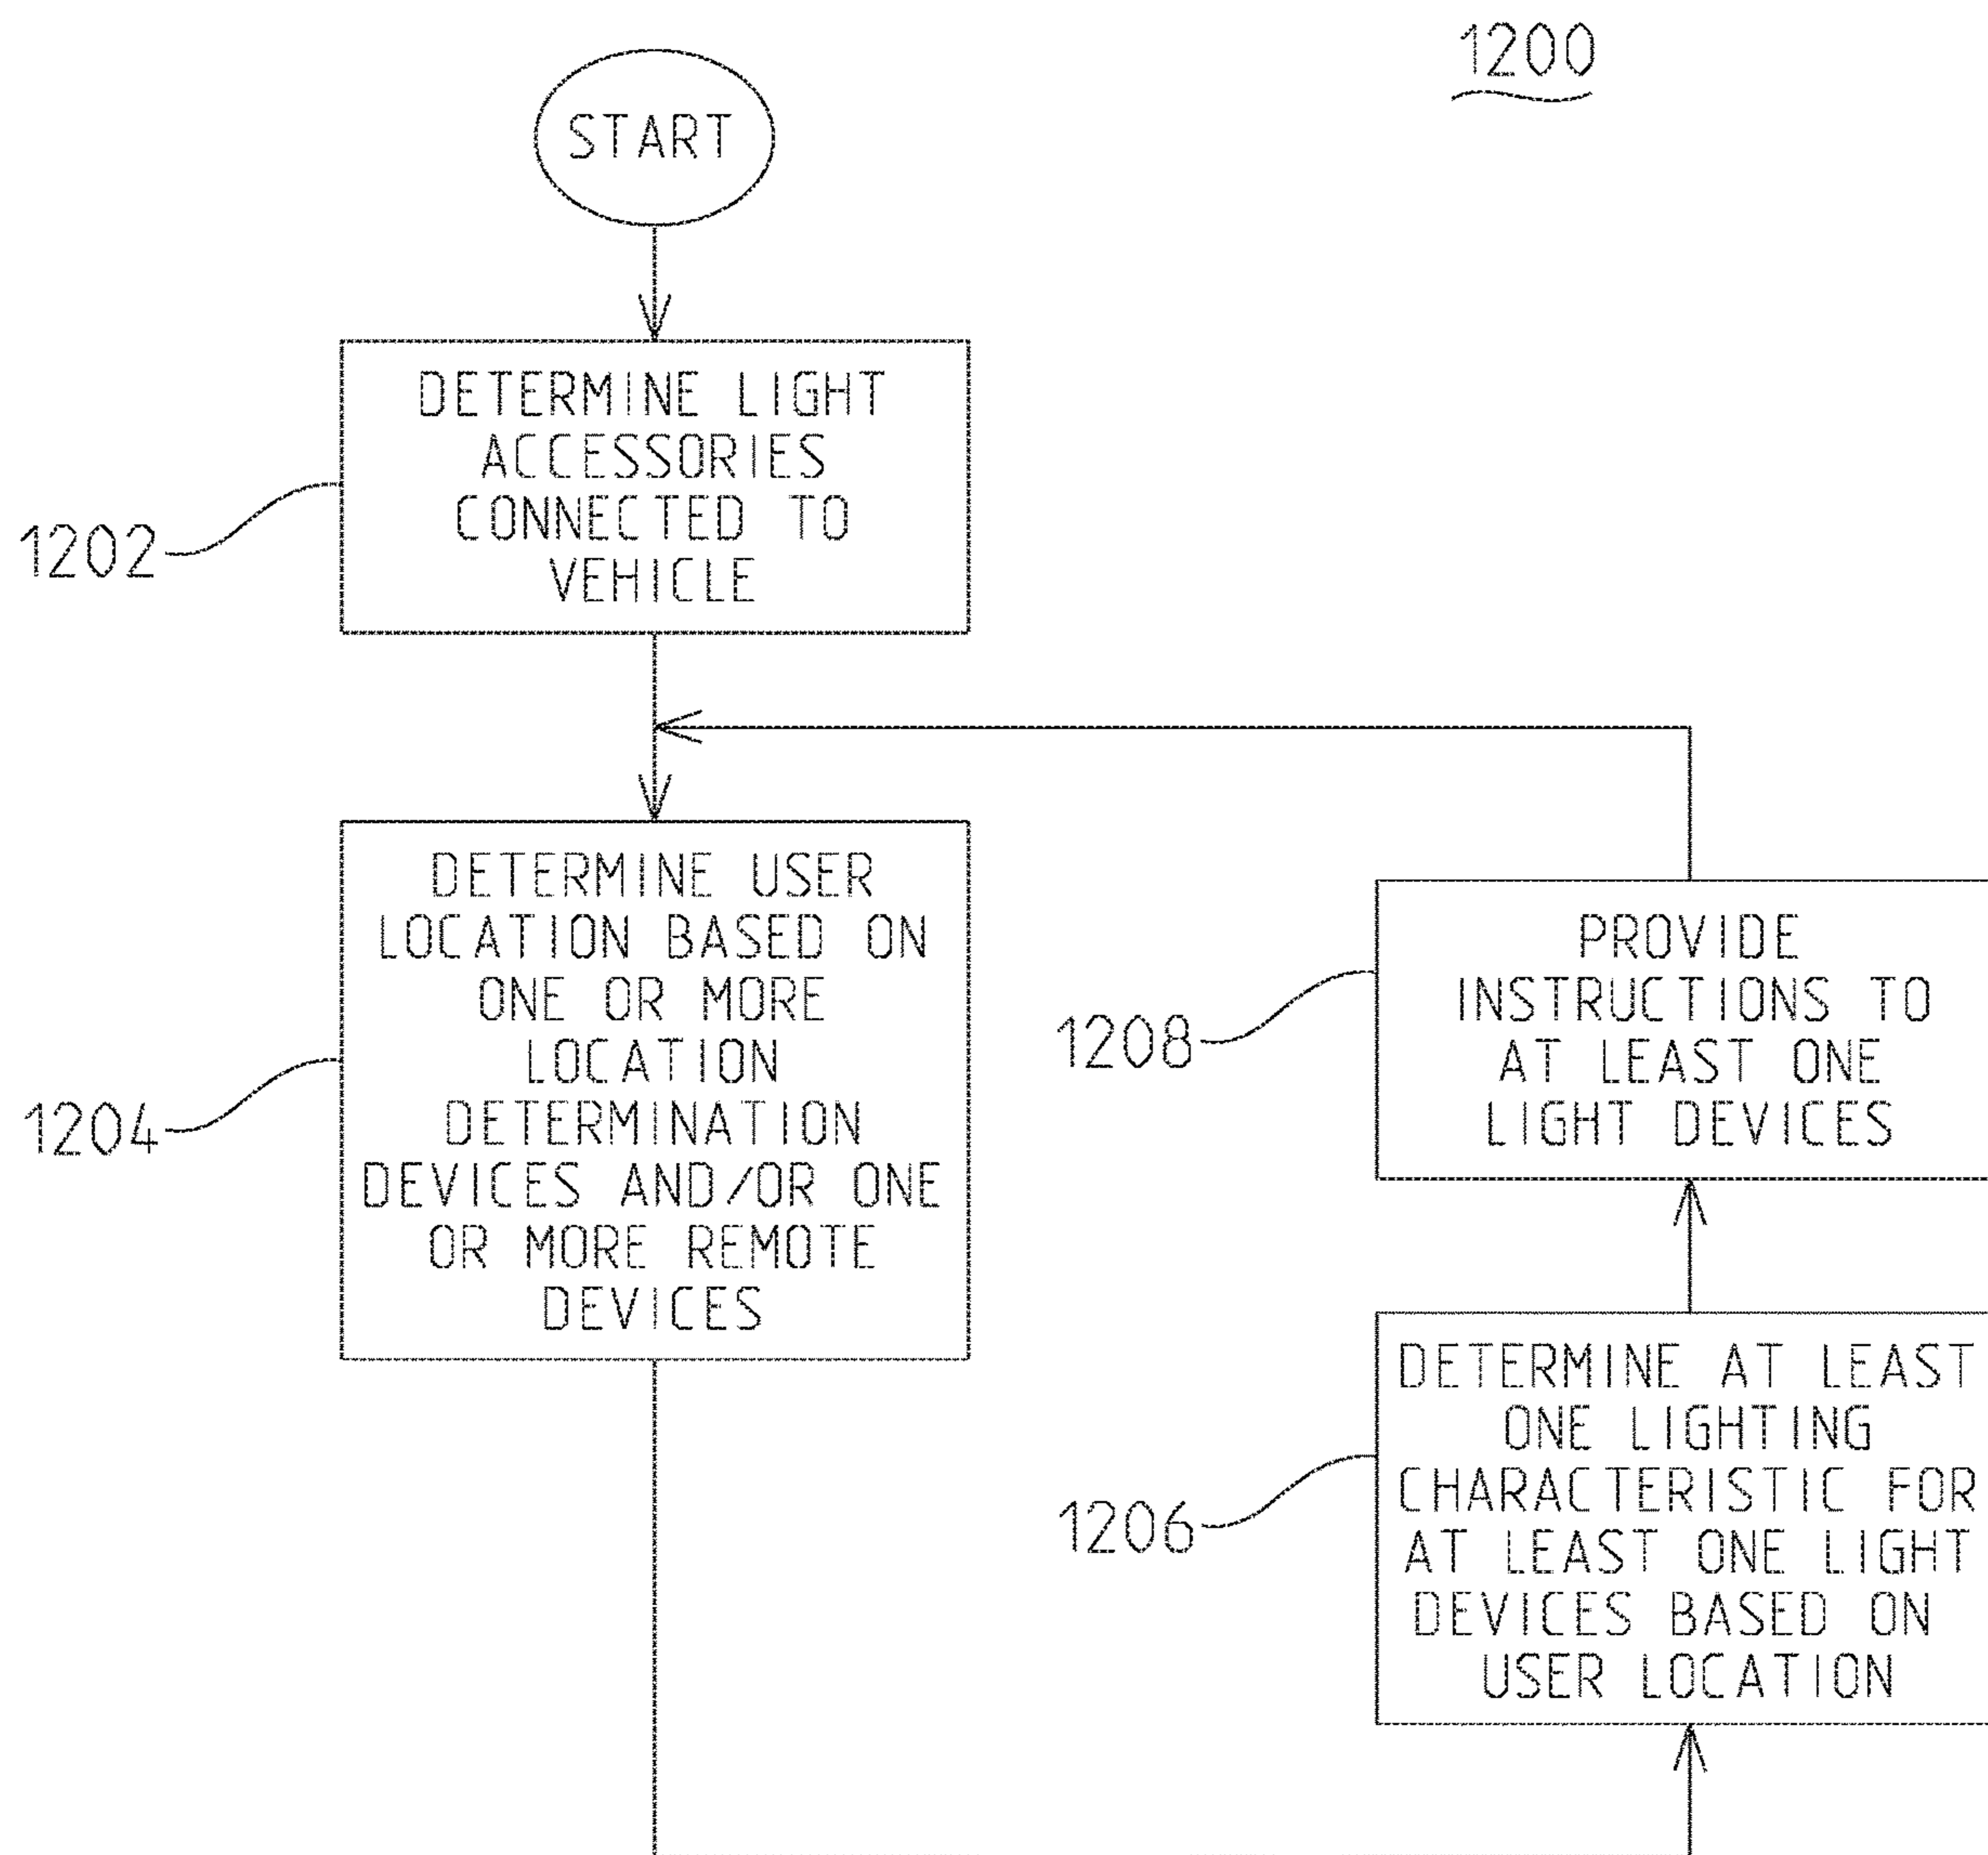 1200
START
DETERMINE LIGHT
ACCESSORIES
CONNECTED TO
VEHICLE
1202
DETERMINE USER
LOCATION BASED ON
ONE OR MORE
LOCATION
DETERMINATION
DEVICES AND/OR ONE
OR MORE REMOTE
DEVICES
1204
PROVIDE
INSTRUCTIONS TO
AT LEAST ONE
LIGHT DEVICES
1208
DETERMINE AT LEAST
ONE LIGHTING
CHARACTERISTIC FOR
AT LEAST ONE LIGHT
DEVICES BASED ON
USER LOCATION
1206